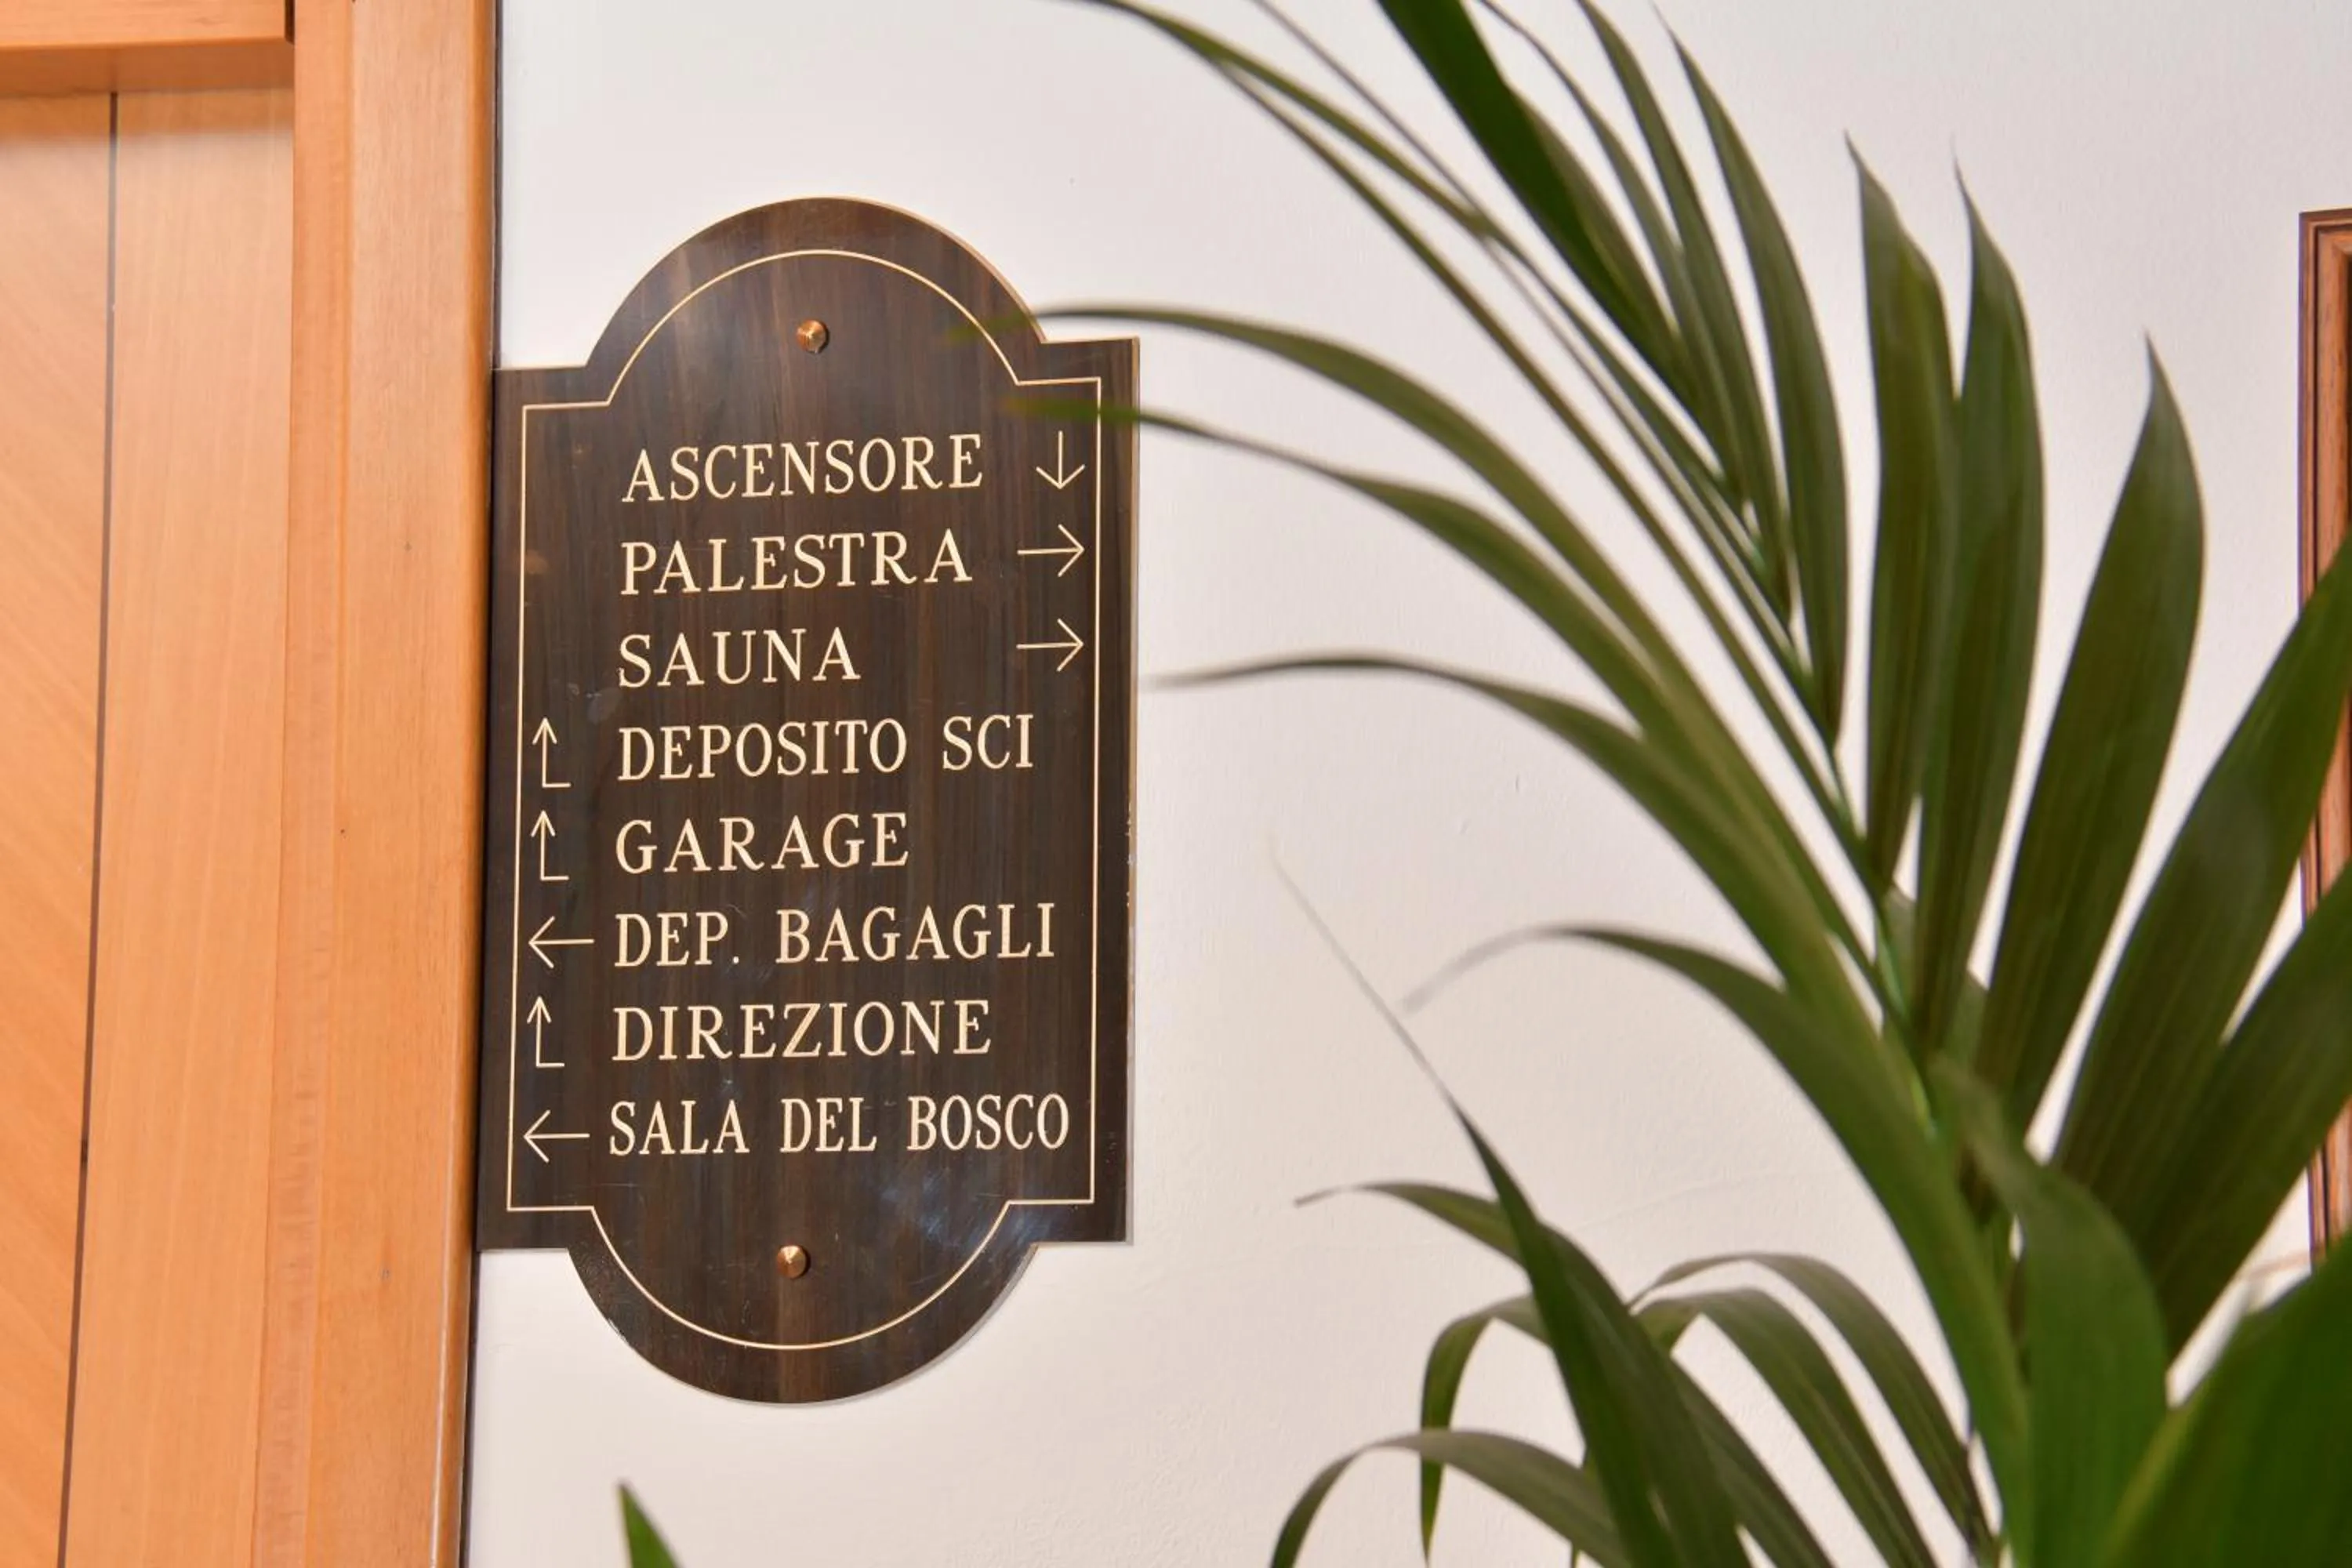 ASCENSORE ↓
PALESTRA →
SAUNA →
↑ DEPOSITO SCI
↑ GARAGE
← DEP. BAGAGLI
↑ DIREZIONE
← SALA DEL BOSCO